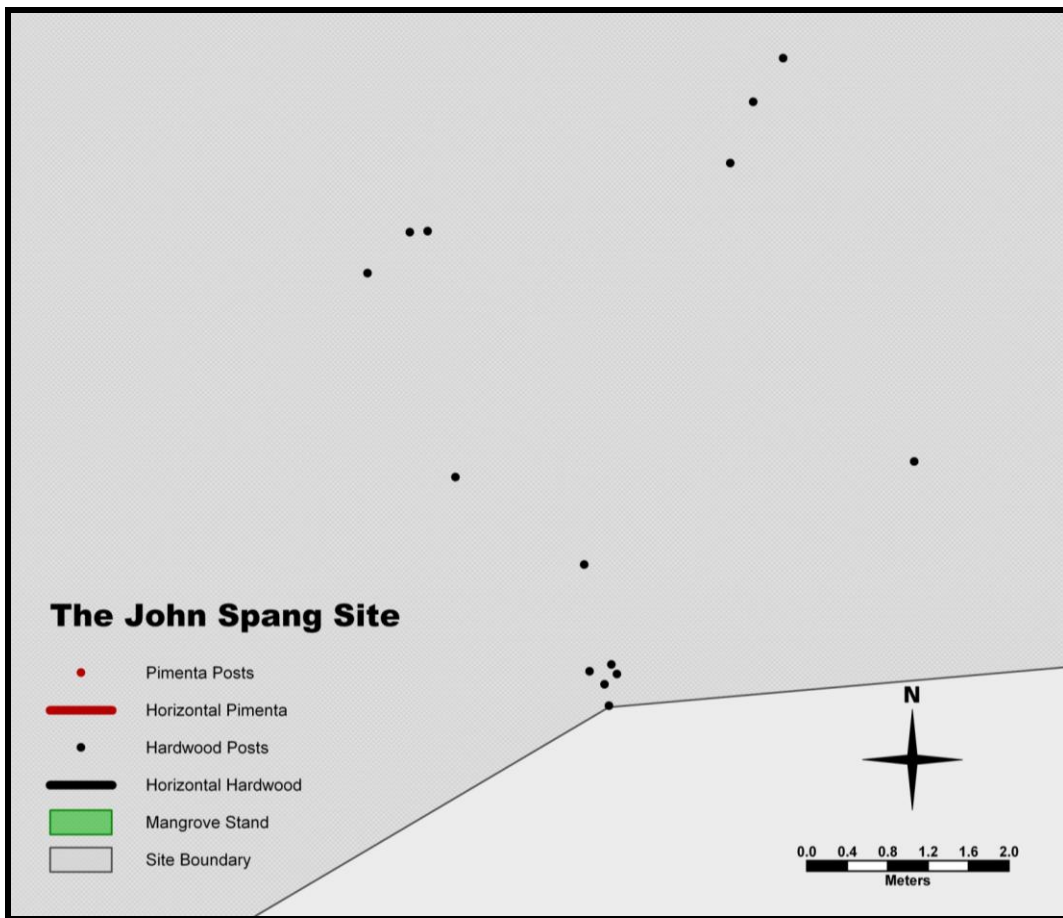 The John Spang Site
Pimenta Posts
Horizontal Pimenta
Hardwood Posts
Horizontal Hardwood
Mangrove Stand
Site Boundary
N
0.0 0.4 0.8 1.2 1.6 2.0
Meters